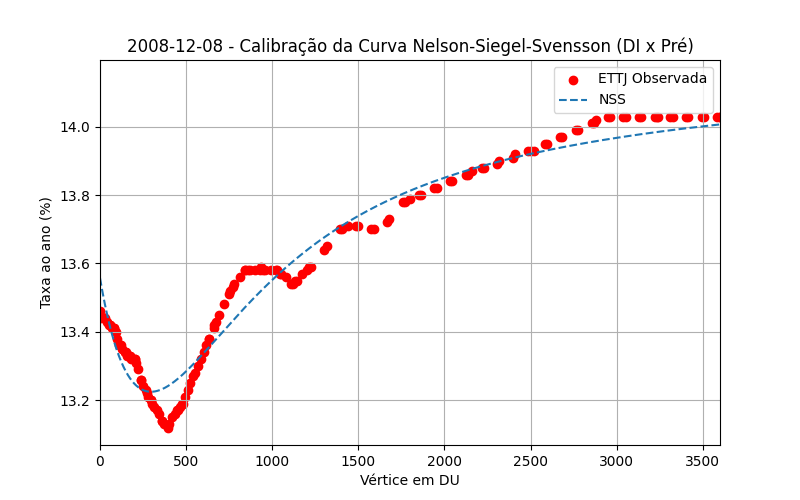 2008-12-08 - Calibração da Curva Nelson-Siegel-Svensson (DI x Pré)
ETTJ Observada
NSS
Taxa ao ano (%)
14.0
13.8
13.6
13.4
13.2
0 500 1000 1500 2000 2500 3000 3500
Vértice em DU